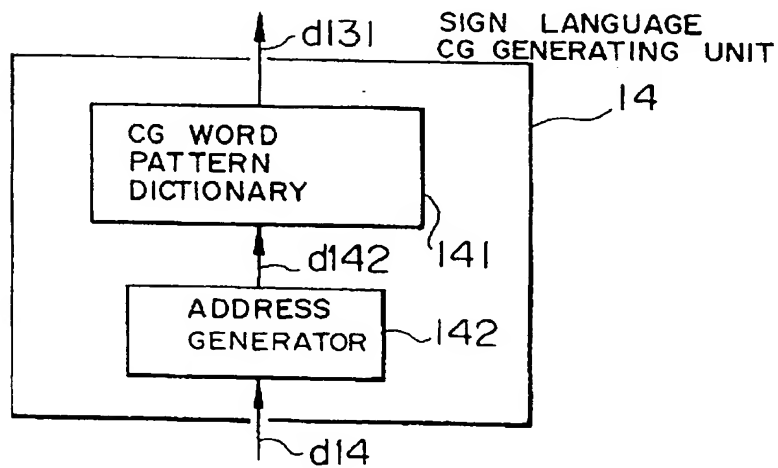 d131
SIGN LANGUAGE
CG GENERATING UNIT
14
CG WORD
PATTERN
DICTIONARY
141
d142
ADDRESS
GENERATOR
142
d14